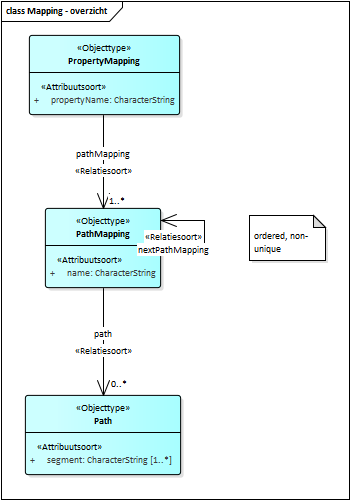 class Mapping - overzicht
«Objecttype»
PropertyMapping
«Attribuutsoort»
+ propertyName: CharacterString
pathMapping
«Relatiesoort»
1..*
«Objecttype»
PathMapping
«Attribuutsoort»
+ name: CharacterString
«Relatiesoort»
nextPathMapping
ordered, non-
unique
path
«Relatiesoort»
0..*
«Objecttype»
Path
«Attribuutsoort»
+ segment: CharacterString [1..*]